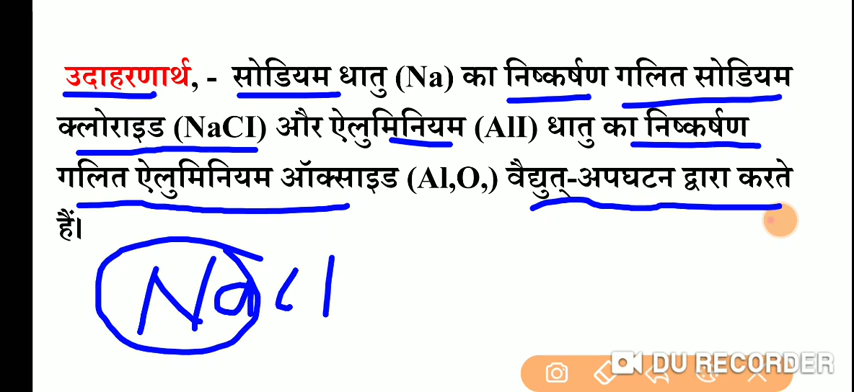 उदाहरणार्थ, - सोडियम धातु (Na) का निष्कर्षण गलित सोडियम
क्लोराइड (NaCI) और ऐलुमिनियम (AlI) धातु का निष्कर्षण
गलित ऐलुमिनियम ऑक्साइड (Al,O,) वैद्युत्-अपघटन द्वारा करते
हैं।
NaCl
DU RECORDER